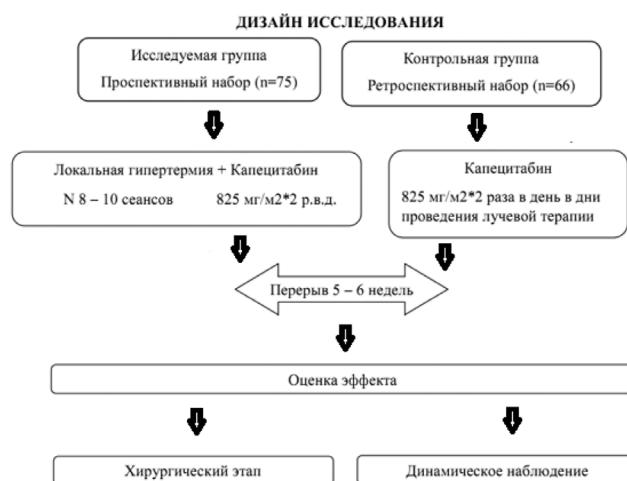 ДИЗАЙН ИССЛЕДОВАНИЯ
Исследуемая группа
Проспективный набор (n=75)
Контрольная группа
Ретроспективный набор (n=66)
Локальная гипертермия + Капецитабин
N 8 – 10 сеансов 825 мг/м2*2 р.в.д.
Капецитабин
825 мг/м2*2 раза в день в дни
проведения лучевой терапии
Перерыв 5 – 6 недель
Оценка эффекта
Хирургический этап
Динамическое наблюдение